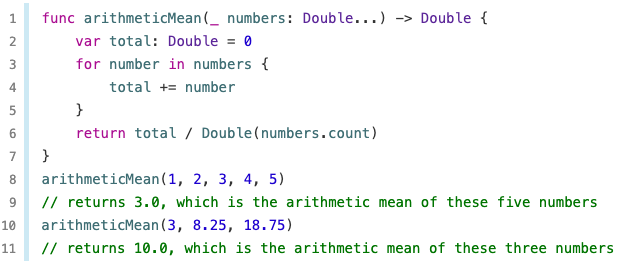 1 func arithmeticMean(_ numbers: Double...) -> Double {
2     var total: Double = 0
3     for number in numbers {
4         total += number
5     }
6     return total / Double(numbers.count)
7 }
8 arithmeticMean(1, 2, 3, 4, 5)
9 // returns 3.0, which is the arithmetic mean of these five numbers
10 arithmeticMean(3, 8.25, 18.75)
11 // returns 10.0, which is the arithmetic mean of these three numbers